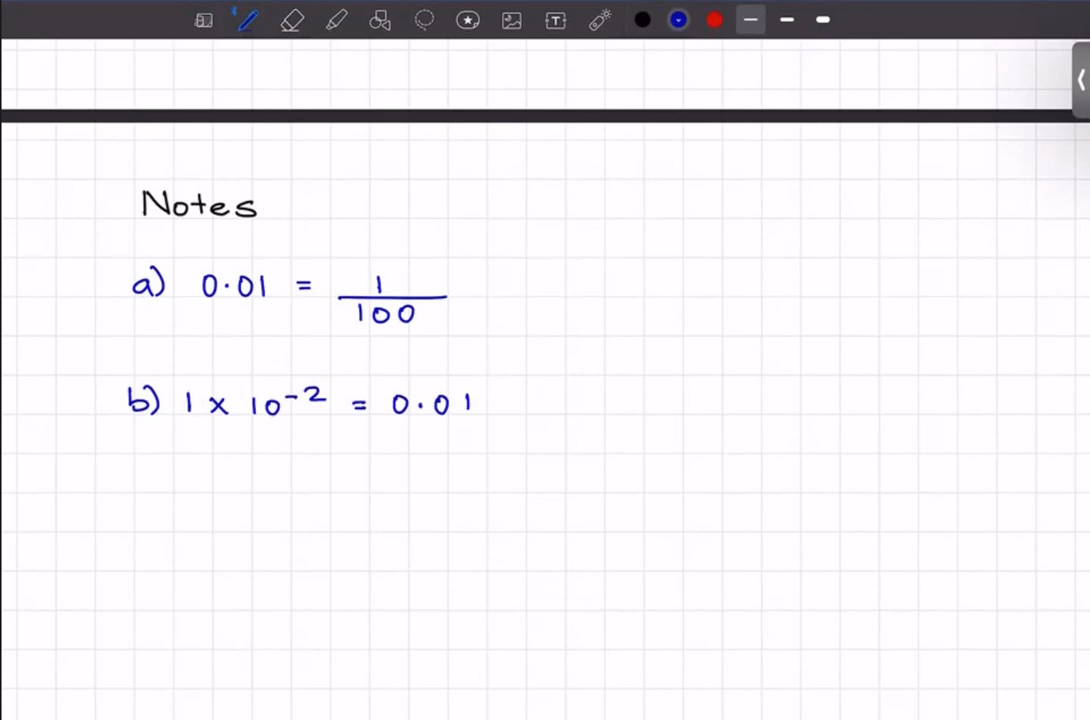 Notes
a) 0.01 = 1/100
b) 1 × 10⁻² = 0.01